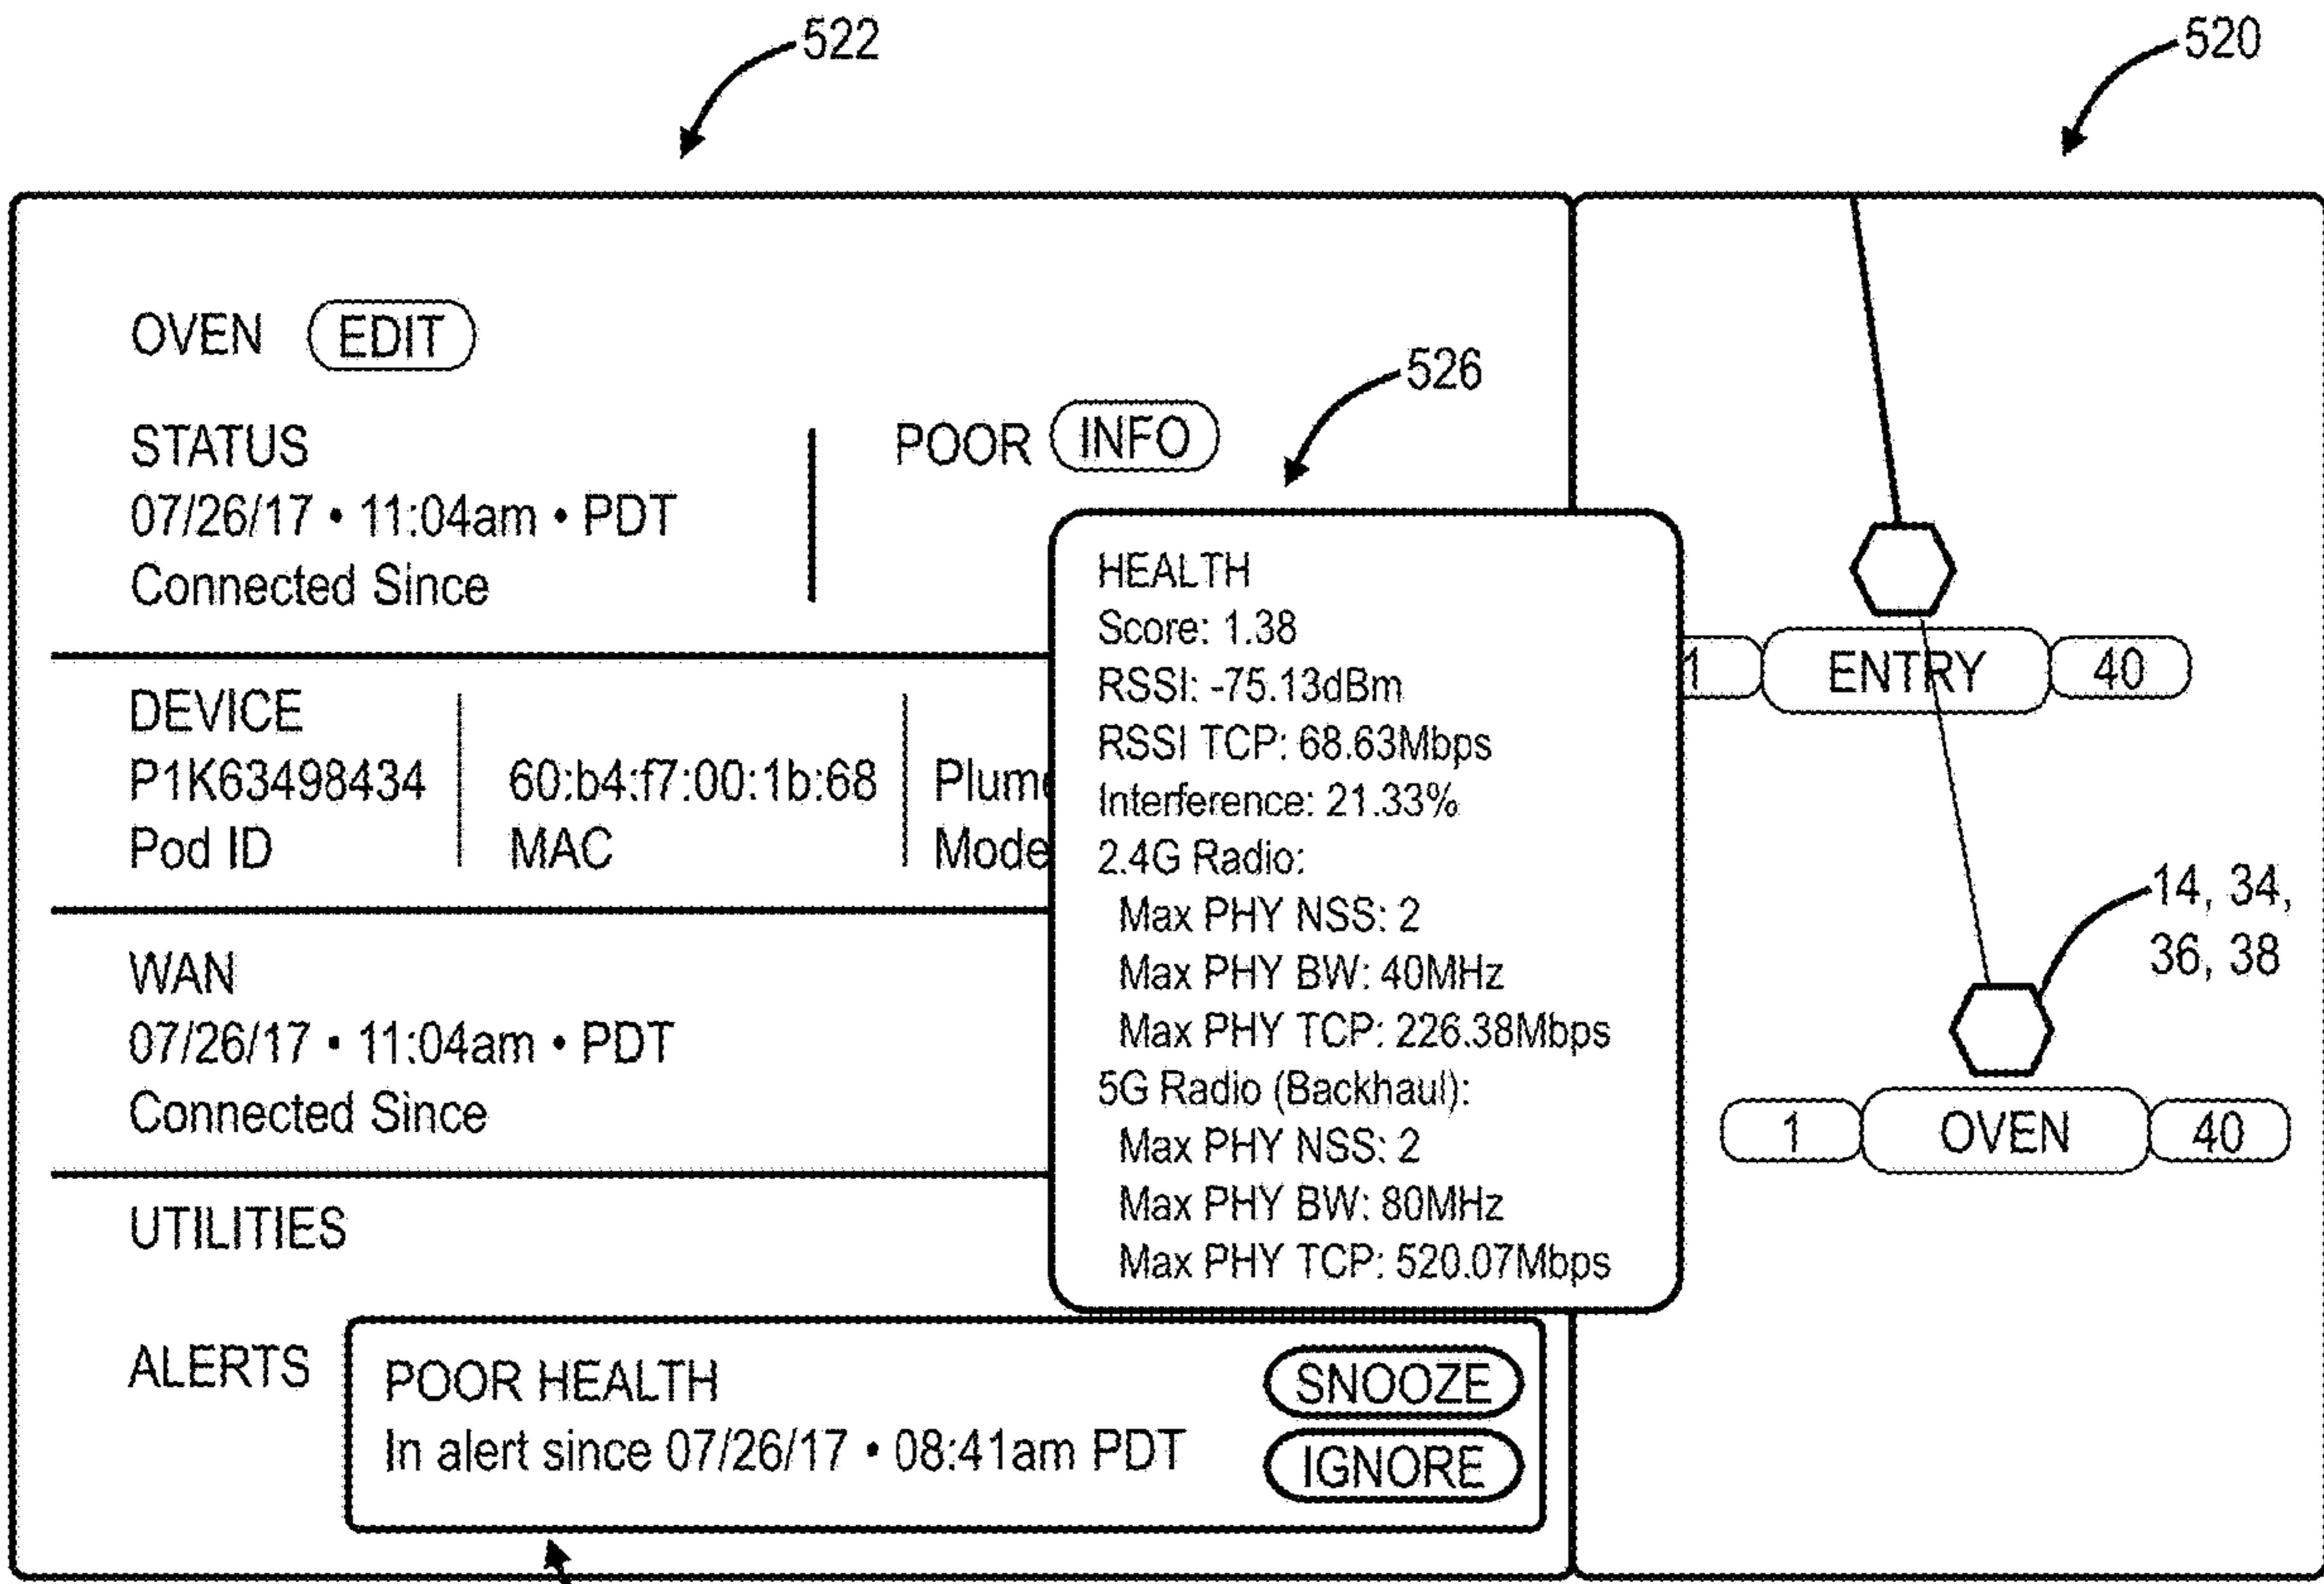 522
520
OVEN EDIT
526
STATUS
POOR INFO
07/26/17 • 11:04am • PDT
Connected Since
HEALTH
Score: 1.38
RSSI: -75.13dBm
RSSI TCP: 68.63Mbps
Interference: 21.33%
2.4G Radio:
Max PHY NSS: 2
Max PHY BW: 40MHz
Max PHY TCP: 226.38Mbps
5G Radio (Backhaul):
Max PHY NSS: 2
Max PHY BW: 80MHz
Max PHY TCP: 520.07Mbps
1 ENTRY 40
DEVICE
P1K63498434
Pod ID
60:b4:f7:00:1b:68
MAC
Plume
Mode
14, 34,
36, 38
WAN
07/26/17 • 11:04am • PDT
Connected Since
1 OVEN 40
UTILITIES
ALERTS
POOR HEALTH
In alert since 07/26/17 • 08:41am PDT
SNOOZE
IGNORE